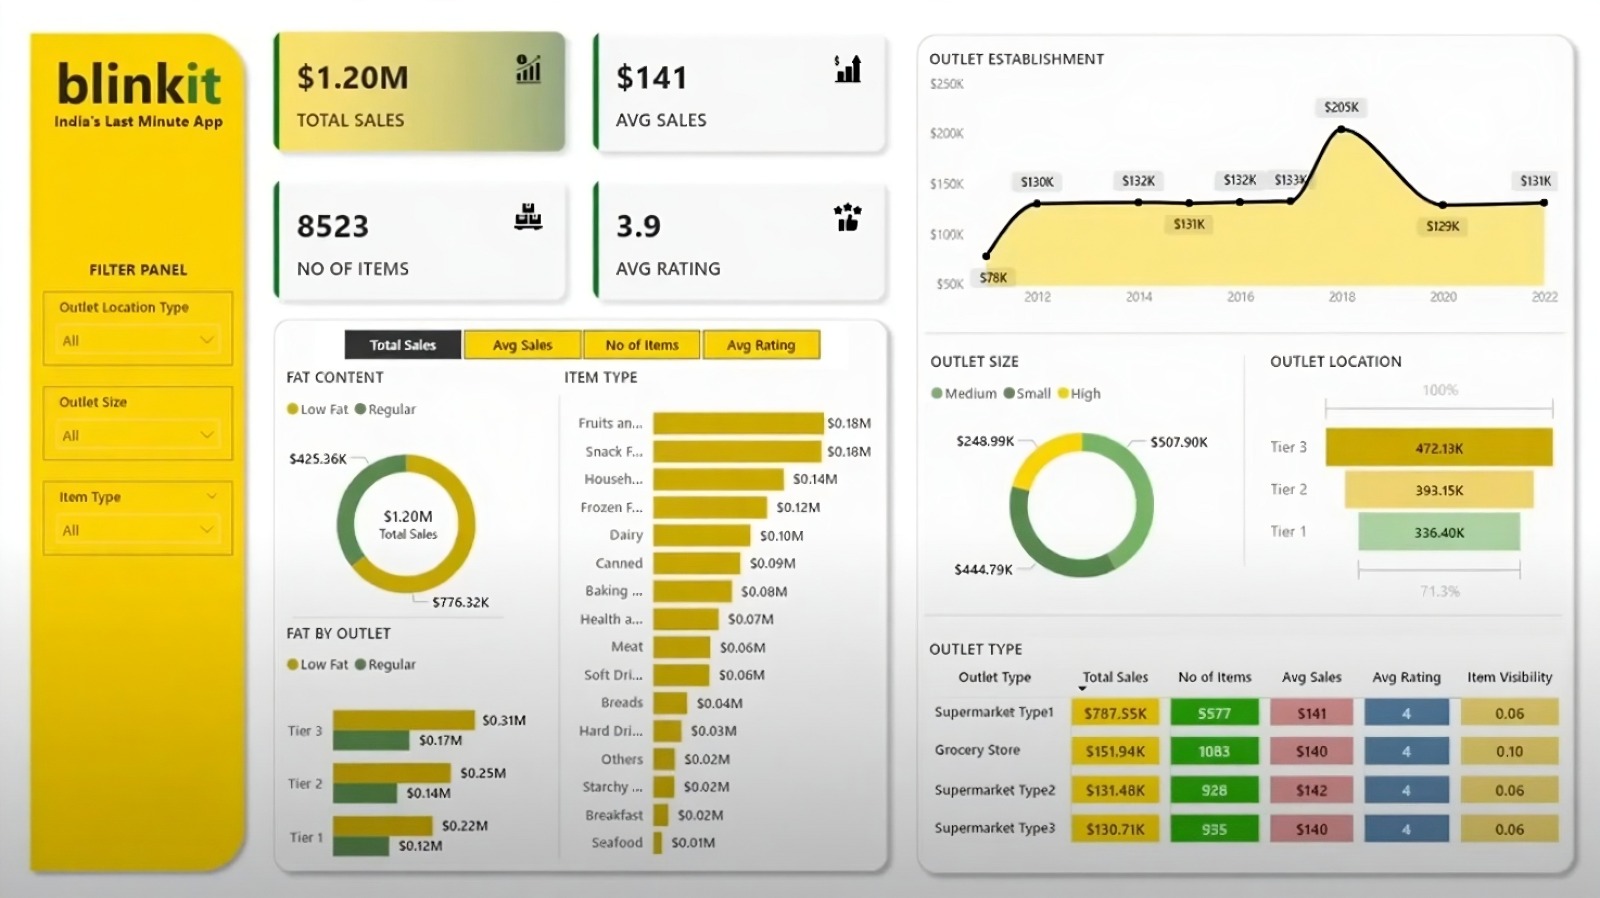 blinkit
India's Last Minute App
FILTER PANEL
Outlet Location Type
All
Outlet Size
All
Item Type
All
$1.20M
TOTAL SALES
$141
AVG SALES
8523
NO OF ITEMS
3.9
AVG RATING
Total Sales
Avg Sales
No of Items
Avg Rating
FAT CONTENT
Low Fat
Regular
$425.36K
$1.20M
Total Sales
$776.32K
FAT BY OUTLET
Low Fat
Regular
Tier 3
$0.31M
$0.17M
Tier 2
$0.25M
$0.14M
Tier 1
$0.22M
$0.12M
ITEM TYPE
Fruits an... $0.18M
Snack F... $0.18M
Househ... $0.14M
Frozen F... $0.12M
Dairy $0.10M
Canned $0.09M
Baking ... $0.08M
Health a... $0.07M
Meat $0.06M
Soft Dri... $0.06M
Breads $0.04M
Hard Dri... $0.03M
Others $0.02M
Starchy ... $0.02M
Breakfast $0.02M
Seafood $0.01M
OUTLET ESTABLISHMENT
$250K
$200K
$150K
$100K
$50K
$78K
$130K
$132K
$131K
$132K
$133K
$205K
$129K
$131K
2012 2014 2016 2018 2020 2022
OUTLET SIZE
Medium Small High
$248.99K
$507.90K
$444.79K
OUTLET LOCATION
100%
Tier 3 472.13K
Tier 2 393.15K
Tier 1 336.40K
71.3%
OUTLET TYPE
Outlet Type Total Sales No of Items Avg Sales Avg Rating Item Visibility
Supermarket Type1 $787.55K 5577 $141 4 0.06
Grocery Store $151.94K 1083 $140 4 0.10
Supermarket Type2 $131.48K 928 $142 4 0.06
Supermarket Type3 $130.71K 935 $140 4 0.06